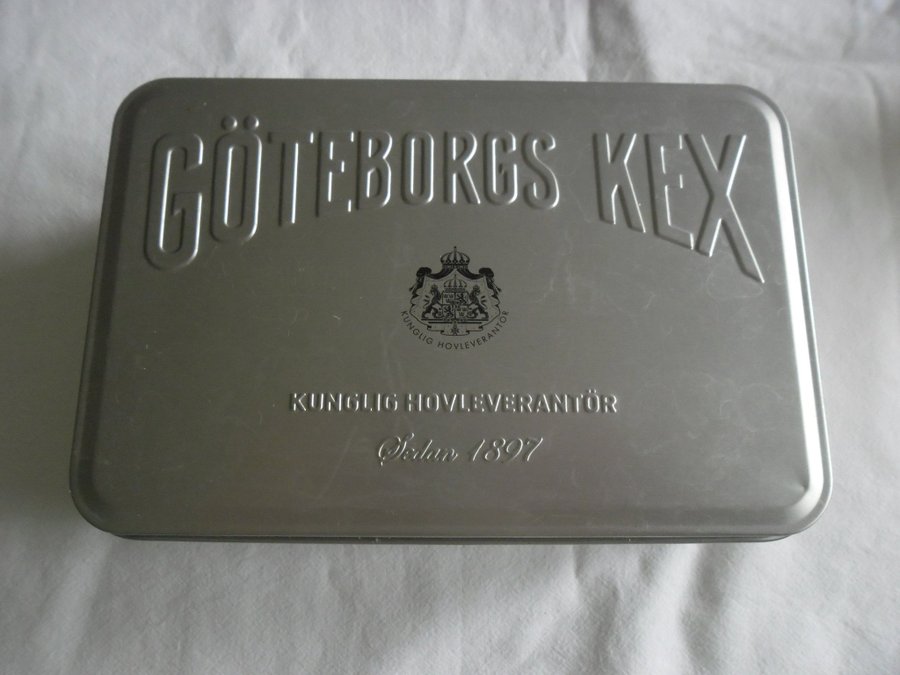 GÖTEBORGS KEX
KUNGLIG HOVLEVERANTÖR
KUNGLIG HOVLEVERANTÖR
Sedan 1897